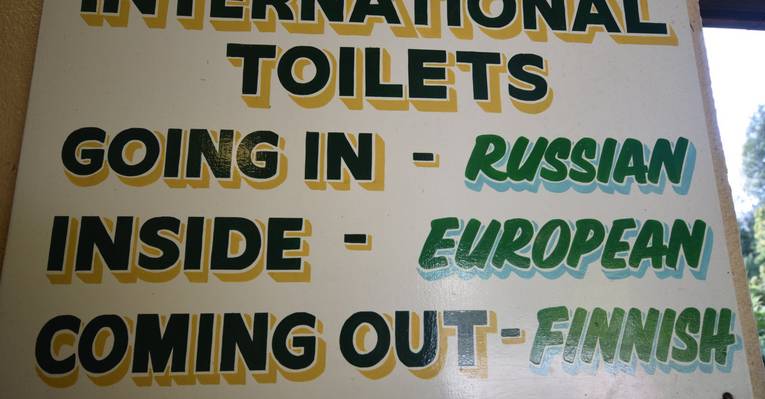 INTERNATIONAL
TOILETS
GOING IN - RUSSIAN
INSIDE - EUROPEAN
COMING OUT - FINNISH